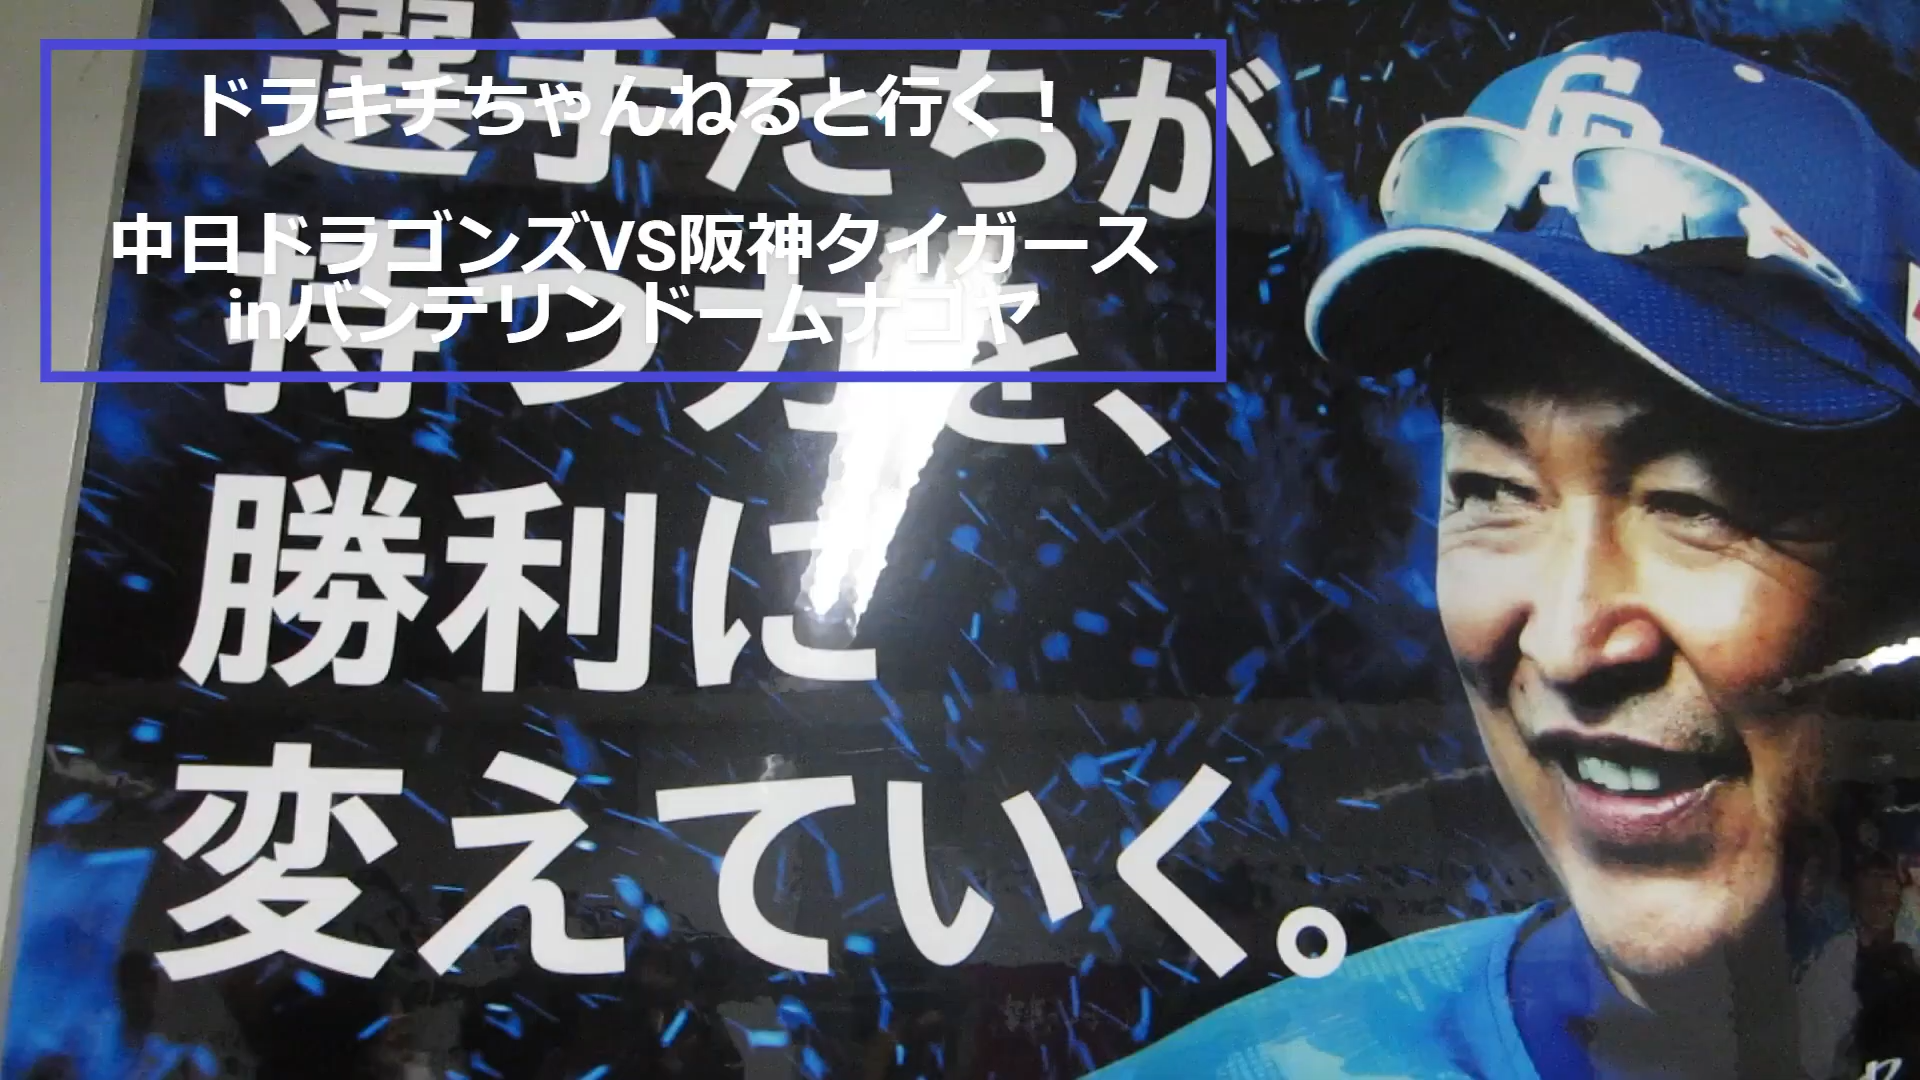 ドラキチちゃんねると行く！
中日ドラゴンズVS阪神タイガース
inバンテリンドームナゴヤ
選手たちが
持つ力を、
勝利に
変えていく。